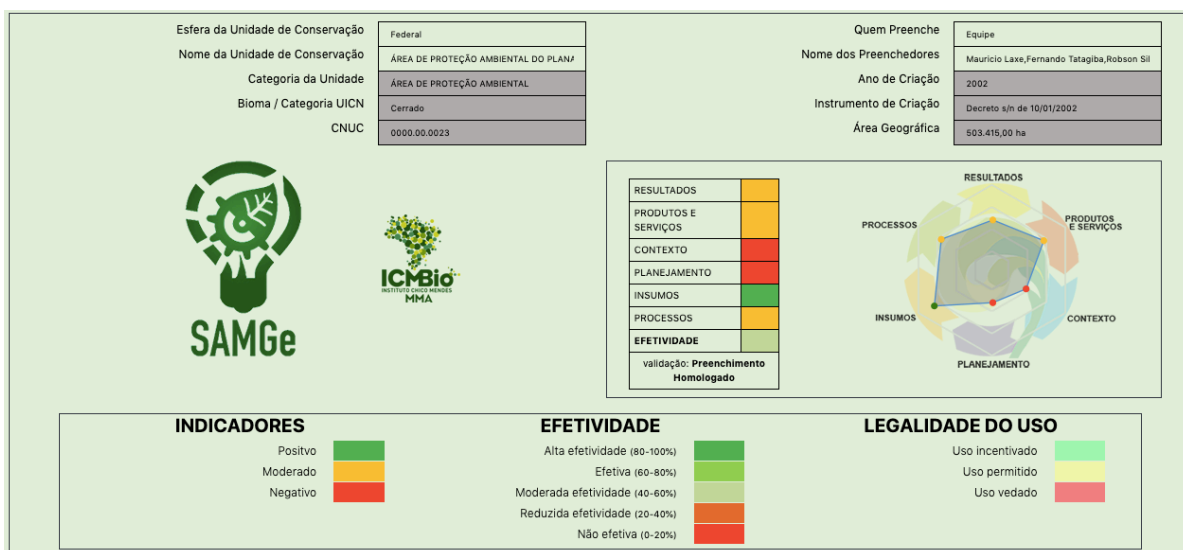 Esfera da Unidade de Conservação
Federal
Nome da Unidade de Conservação
ÁREA DE PROTEÇÃO AMBIENTAL DO PLANA
Categoria da Unidade
ÁREA DE PROTEÇÃO AMBIENTAL
Bioma / Categoria UICN
Cerrado
CNUC
0000.00.0023
Quem Preenche
Equipe
Nome dos Preenchedores
Mauricio Laxe,Fernando Tatagiba,Robson Sil
Ano de Criação
2002
Instrumento de Criação
Decreto s/n de 10/01/2002
Área Geográfica
503.415,00 ha
SAMGe
ICMBio
INSTITUTO CHICO MENDES
MMA
RESULTADOS
PRODUTOS E
SERVIÇOS
CONTEXTO
PLANEJAMENTO
INSUMOS
PROCESSOS
EFETIVIDADE
validação: Preenchimento
Homologado
RESULTADOS
PRODUTOS
E SERVIÇOS
CONTEXTO
PLANEJAMENTO
INSUMOS
PROCESSOS
INDICADORES
Positvo
Moderado
Negativo
EFETIVIDADE
Alta efetividade (80-100%)
Efetiva (60-80%)
Moderada efetividade (40-60%)
Reduzida efetividade (20-40%)
Não efetiva (0-20%)
LEGALIDADE DO USO
Uso incentivado
Uso permitido
Uso vedado